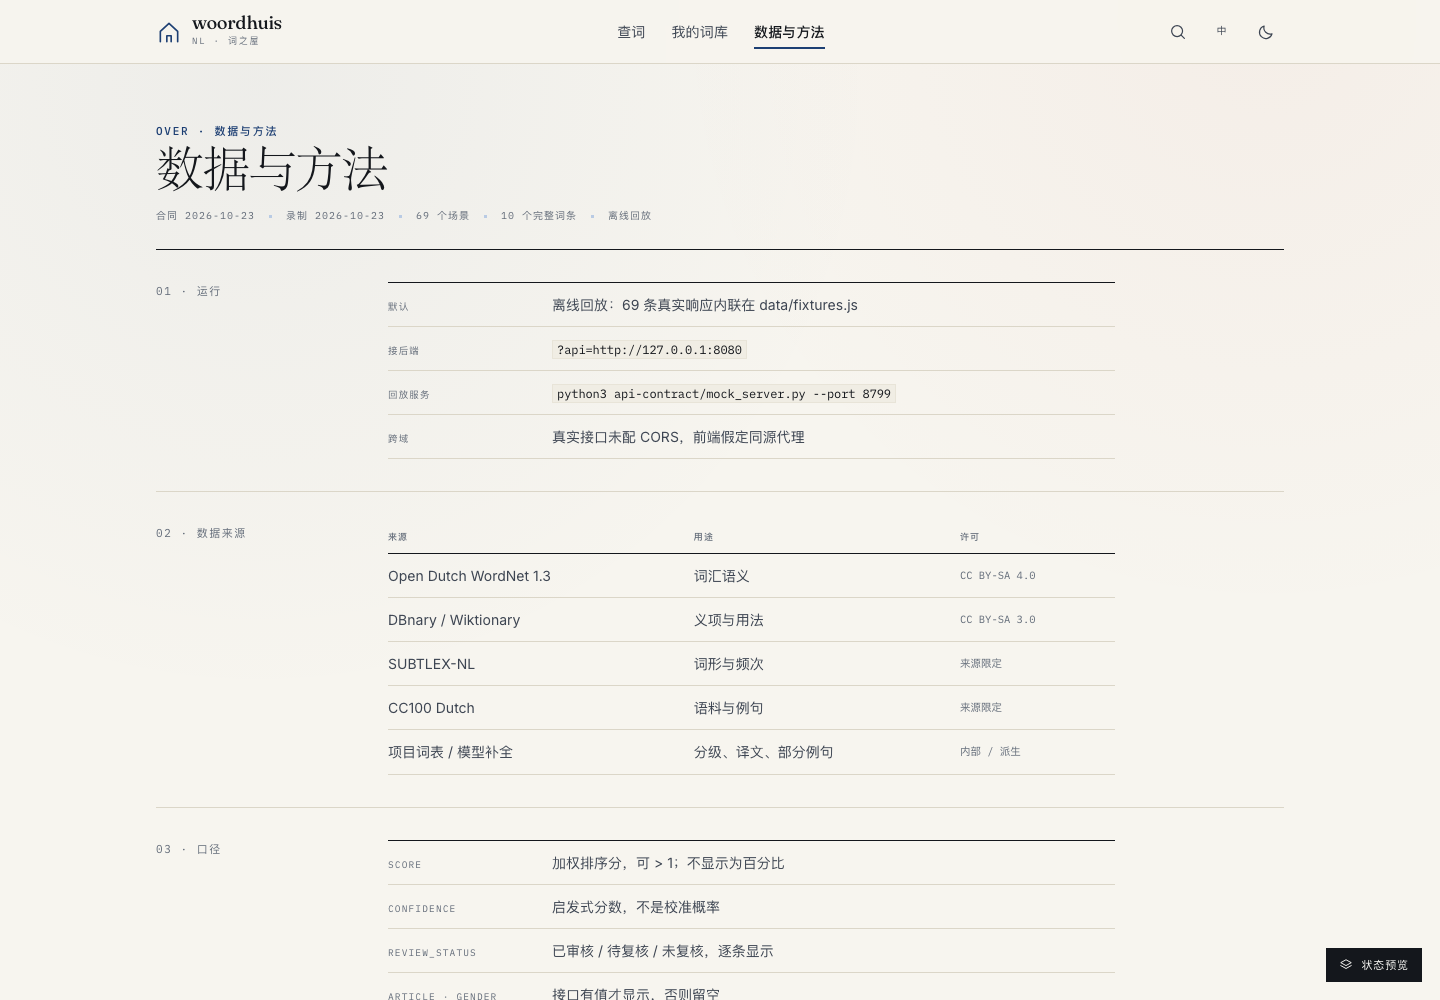 woordhuis
NL · 词之屋
查词 我的词库 数据与方法
中
OVER · 数据与方法
数据与方法
合同 2026-10-23 录制 2026-10-23 69 个场景 10 个完整词条 离线回放
01 · 运行
默认 离线回放：69 条真实响应内联在 data/fixtures.js
接后端 ?api=http://127.0.0.1:8080
回放服务 python3 api-contract/mock_server.py --port 8799
跨域 真实接口未配 CORS，前端假定同源代理
02 · 数据来源
来源 用途 许可
Open Dutch WordNet 1.3 词汇语义 CC BY-SA 4.0
DBnary / Wiktionary 义项与用法 CC BY-SA 3.0
SUBTLEX-NL 词形与频次 来源限定
CC100 Dutch 语料与例句 来源限定
项目词表 / 模型补全 分级、译文、部分例句 内部 / 派生
03 · 口径
SCORE 加权排序分，可 > 1；不显示为百分比
CONFIDENCE 启发式分数，不是校准概率
REVIEW_STATUS 已审核 / 待复核 / 未复核，逐条显示
ARTICLE · GENDER 接口有值才显示，否则留空
状态预览